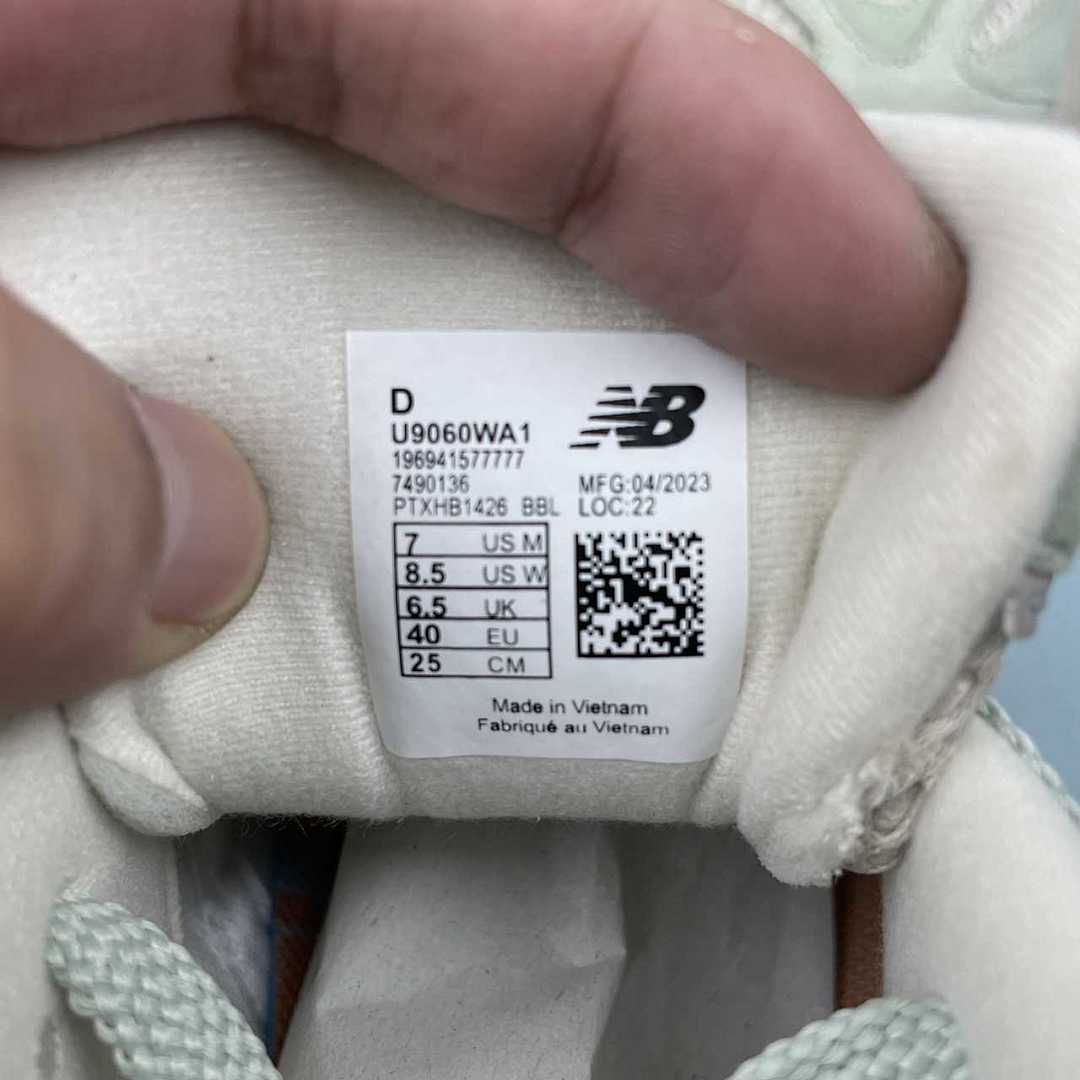 D
U9060WA1
196941577777
7490136
PTXHB1426 BBL
NB
MFG:04/2023
LOC:22
7 US M
8.5 US W
6.5 UK
40 EU
25 CM
Made in Vietnam
Fabriqué au Vietnam